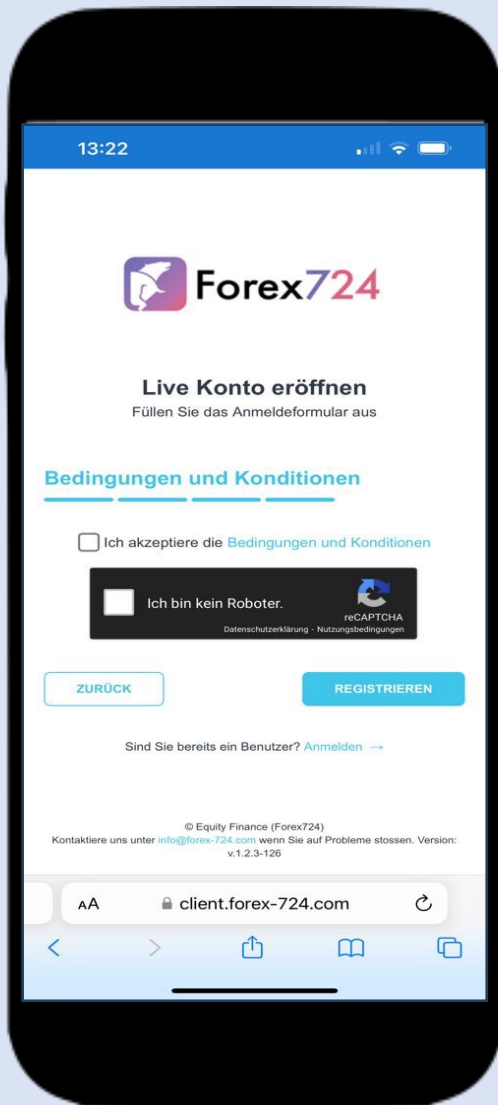 13:22
Forex724
Live Konto eröffnen
Füllen Sie das Anmeldeformular aus
Bedingungen und Konditionen
Ich akzeptiere die Bedingungen und Konditionen
Ich bin kein Roboter.
reCAPTCHA
Datenschutzerklärung - Nutzungsbedingungen
ZURÜCK
REGISTRIEREN
Sind Sie bereits ein Benutzer? Anmelden →
© Equity Finance (Forex724)
Kontaktiere uns unter info@forex-724.com wenn Sie auf Probleme stossen. Version:
v.1.2.3-126
AA
client.forex-724.com